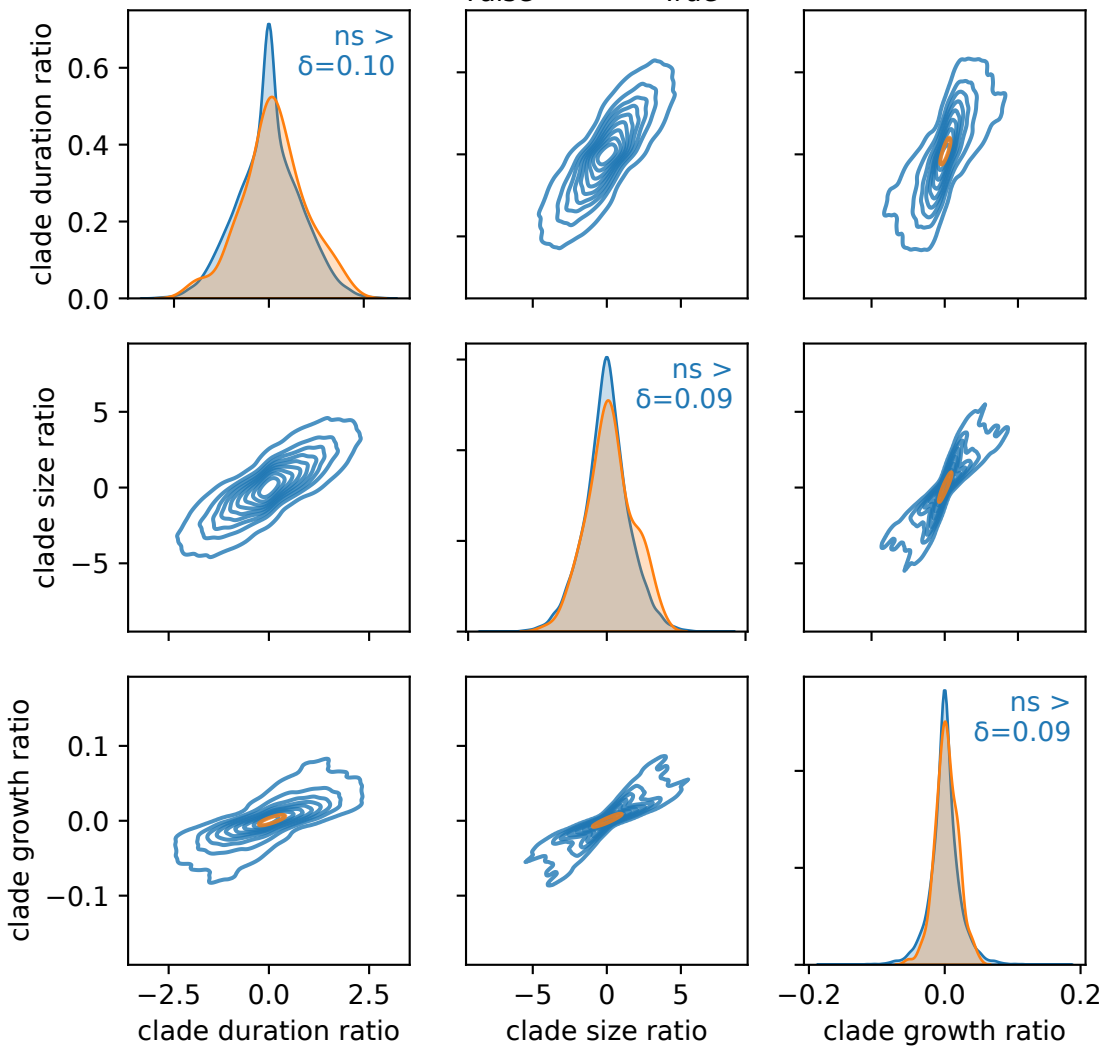 clade duration ratio
0.6
0.4
0.2
0.0
ns >
δ=0.10
clade size ratio
5
0
−5
ns >
δ=0.09
clade growth ratio
0.1
0.0
−0.1
ns >
δ=0.09
−2.5 0.0 2.5
−5 0 5
−0.2 0.0 0.2
clade duration ratio
clade size ratio
clade growth ratio